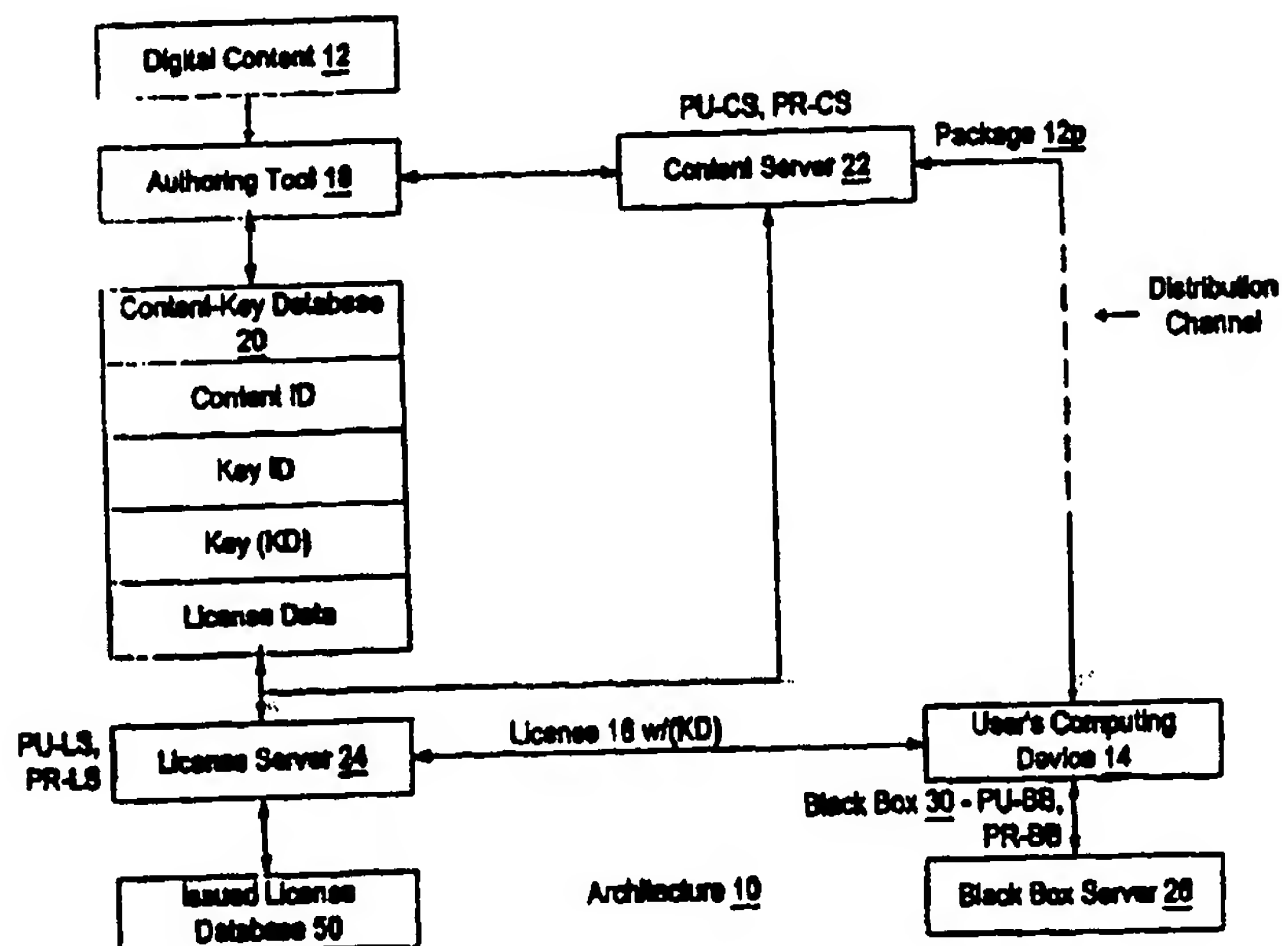 Digital Content 12
PU-CS, PR-CS
Package 12p
Authoring Tool 18
Content Server 22
Content-Key Database
20
Distribution
Channel
Content ID
Key ID
Key (KD)
License Data
PU-LS,
PR-LS
License Server 24
License 16 w/(KD)
User's Computing
Device 14
Black Box 30 - PU-BB,
PR-BB
Issued License
Database 50
Architecture 10
Black Box Server 26